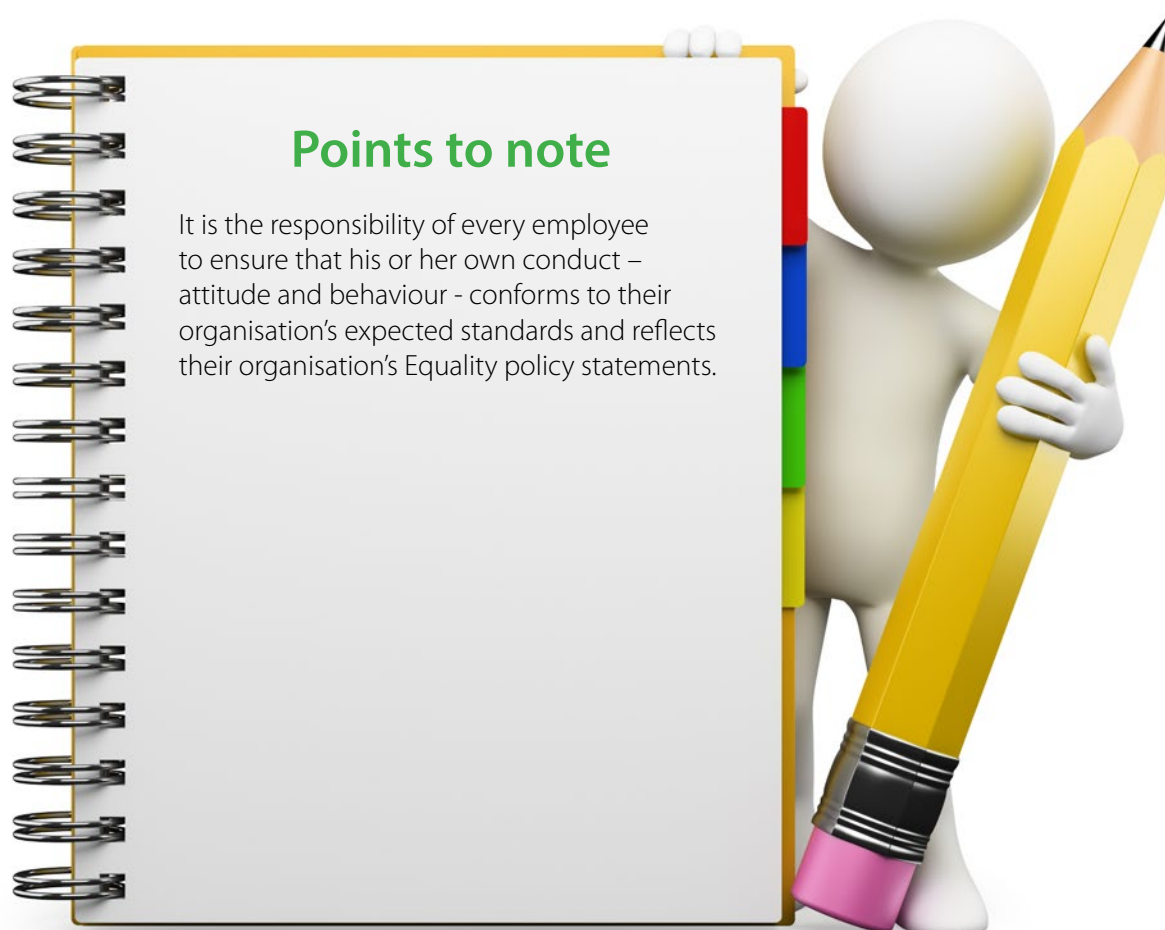 Points to note
It is the responsibility of every employee
to ensure that his or her own conduct –
attitude and behaviour - conforms to their
organisation’s expected standards and reflects
their organisation’s Equality policy statements.